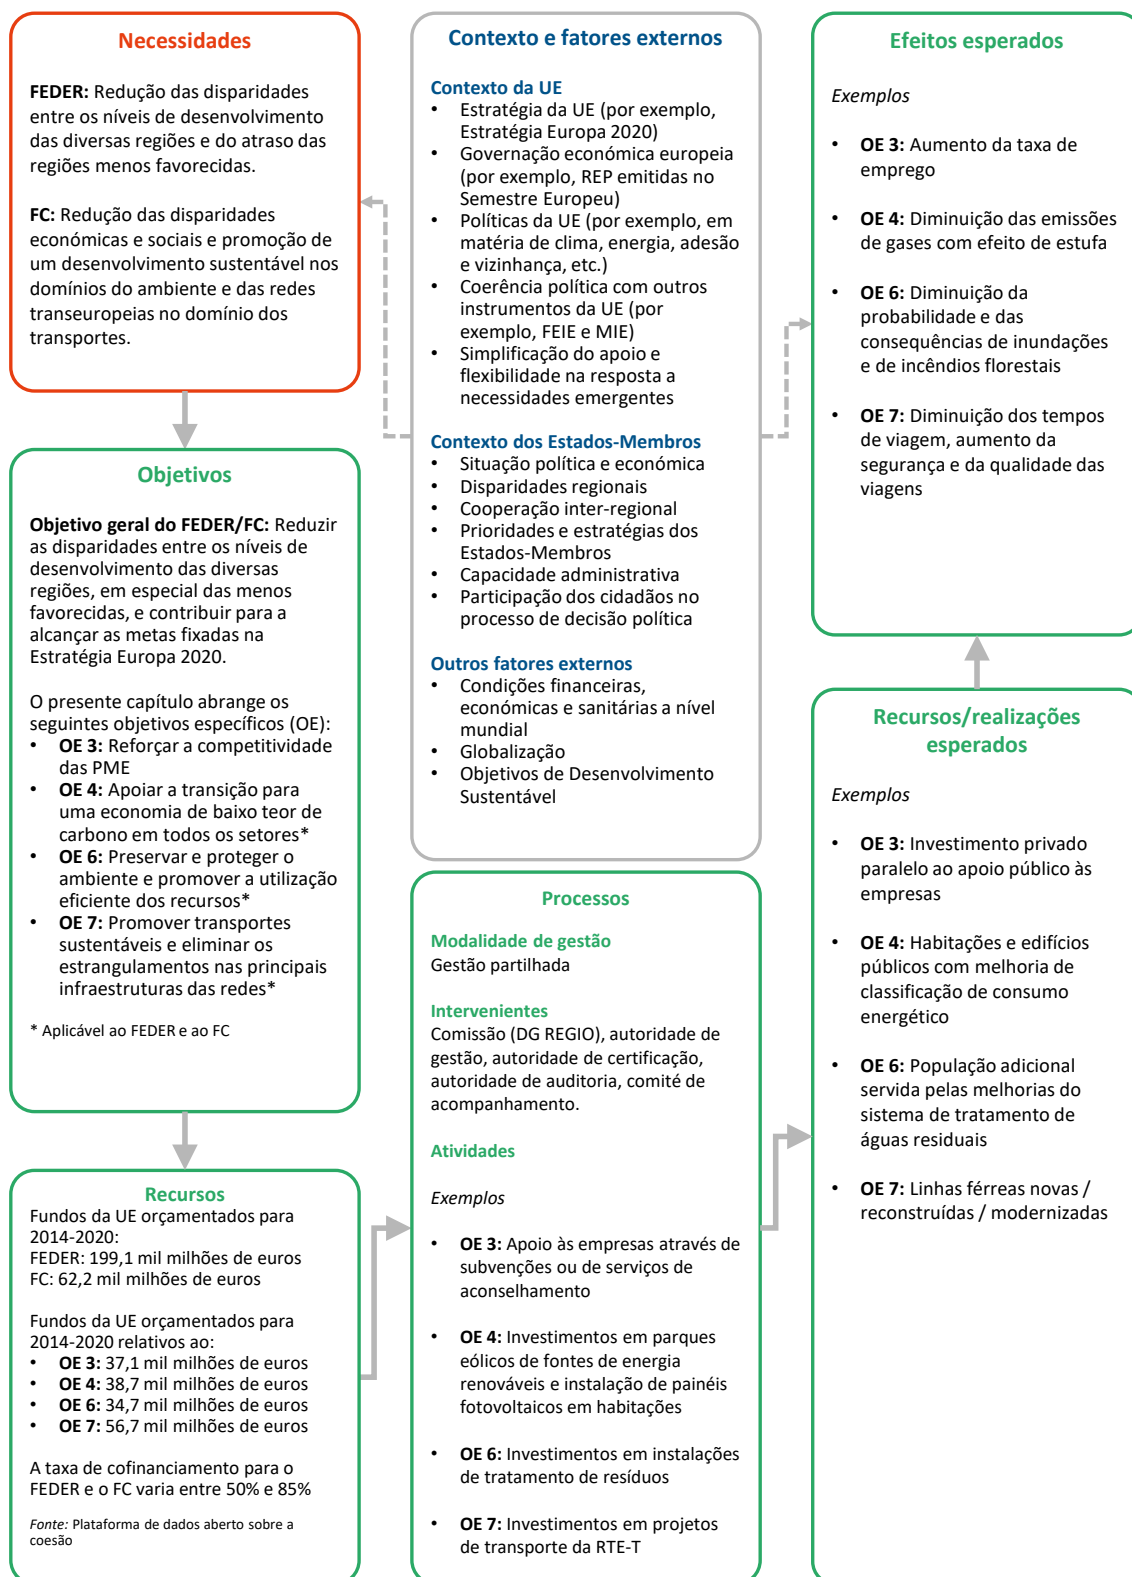 Necessidades
FEDER: Redução das disparidades
entre os níveis de desenvolvimento
das diversas regiões e do atraso das
regiões menos favorecidas.
FC: Redução das disparidades
económicas e sociais e promoção de
um desenvolvimento sustentável nos
domínios do ambiente e das redes
transeuropeias no domínio dos
transportes.
Objetivos
Objetivo geral do FEDER/FC: Reduzir
as disparidades entre os níveis de
desenvolvimento das diversas
regiões, em especial das menos
favorecidas, e contribuir para a
alcançar as metas fixadas na
Estratégia Europa 2020.
O presente capítulo abrange os
seguintes objetivos específicos (OE):
• OE 3: Reforçar a competitividade
das PME
• OE 4: Apoiar a transição para
uma economia de baixo teor de
carbono em todos os setores*
• OE 6: Preservar e proteger o
ambiente e promover a utilização
eficiente dos recursos*
• OE 7: Promover transportes
sustentáveis e eliminar os
estrangulamentos nas principais
infraestruturas das redes*
* Aplicável ao FEDER e ao FC
Recursos
Fundos da UE orçamentados para
2014-2020:
FEDER: 199,1 mil milhões de euros
FC: 62,2 mil milhões de euros
Fundos da UE orçamentados para
2014-2020 relativos ao:
• OE 3: 37,1 mil milhões de euros
• OE 4: 38,7 mil milhões de euros
• OE 6: 34,7 mil milhões de euros
• OE 7: 56,7 mil milhões de euros
A taxa de cofinanciamento para o
FEDER e o FC varia entre 50% e 85%
Fonte: Plataforma de dados aberto sobre a
coesão
Contexto e fatores externos
Contexto da UE
• Estratégia da UE (por exemplo,
Estratégia Europa 2020)
• Governação económica europeia
(por exemplo, REP emitidas no
Semestre Europeu)
• Políticas da UE (por exemplo, em
matéria de clima, energia, adesão
e vizinhança, etc.)
• Coerência política com outros
instrumentos da UE (por
exemplo, FEIE e MIE)
• Simplificação do apoio e
flexibilidade na resposta a
necessidades emergentes
Contexto dos Estados-Membros
• Situação política e económica
• Disparidades regionais
• Cooperação inter-regional
• Prioridades e estratégias dos
Estados-Membros
• Capacidade administrativa
• Participação dos cidadãos no
processo de decisão política
Outros fatores externos
• Condições financeiras,
económicas e sanitárias a nível
mundial
• Globalização
• Objetivos de Desenvolvimento
Sustentável
Processos
Modalidade de gestão
Gestão partilhada
Intervenientes
Comissão (DG REGIO), autoridade de
gestão, autoridade de certificação,
autoridade de auditoria, comité de
acompanhamento.
Atividades
Exemplos
• OE 3: Apoio às empresas através de
subvenções ou de serviços de
aconselhamento
• OE 4: Investimentos em parques
eólicos de fontes de energia
renováveis e instalação de painéis
fotovoltaicos em habitações
• OE 6: Investimentos em instalações
de tratamento de resíduos
• OE 7: Investimentos em projetos
de transporte da RTE-T
Efeitos esperados
Exemplos
• OE 3: Aumento da taxa de
emprego
• OE 4: Diminuição das emissões
de gases com efeito de estufa
• OE 6: Diminuição da
probabilidade e das
consequências de inundações
e de incêndios florestais
• OE 7: Diminuição dos tempos
de viagem, aumento da
segurança e da qualidade das
viagens
Recursos/realizações
esperados
Exemplos
• OE 3: Investimento privado
paralelo ao apoio público às
empresas
• OE 4: Habitações e edifícios
públicos com melhoria de
classificação de consumo
energético
• OE 6: População adicional
servida pelas melhorias do
sistema de tratamento de
águas residuais
• OE 7: Linhas férreas novas /
reconstruídas / modernizadas